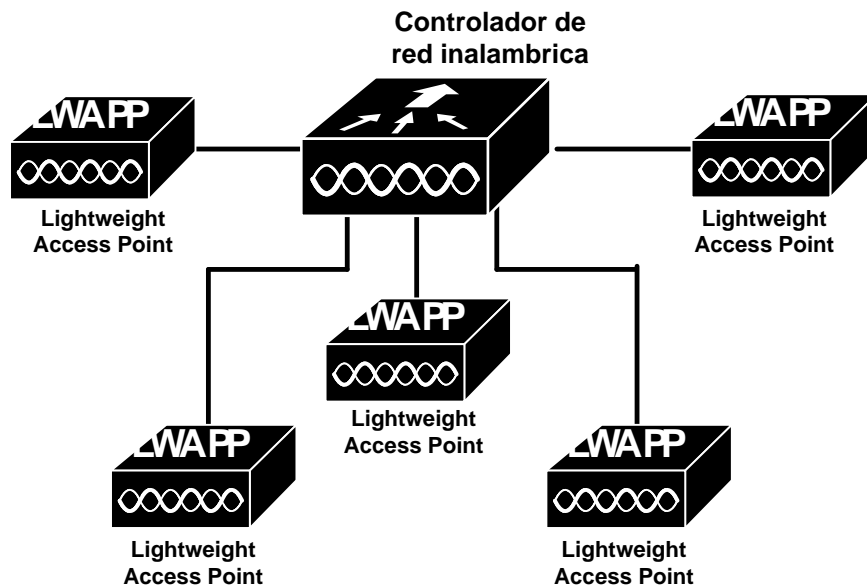 Controlador de
red inalambrica
LWAPP
Lightweight
Access Point
LWAPP
Lightweight
Access Point
LWAPP
Lightweight
Access Point
LWAPP
Lightweight
Access Point
LWAPP
Lightweight
Access Point